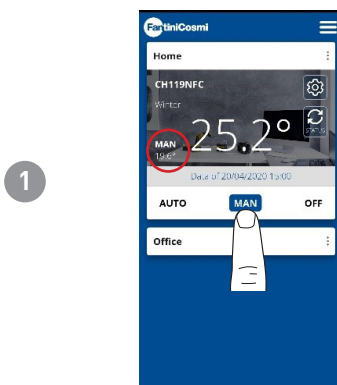 FantiniCosmi
Home
CH119NFC
Winter
STATUS
MAN
19.6°
25.2°
Data of 20/04/2020 15:00
AUTO MAN OFF
1
Office